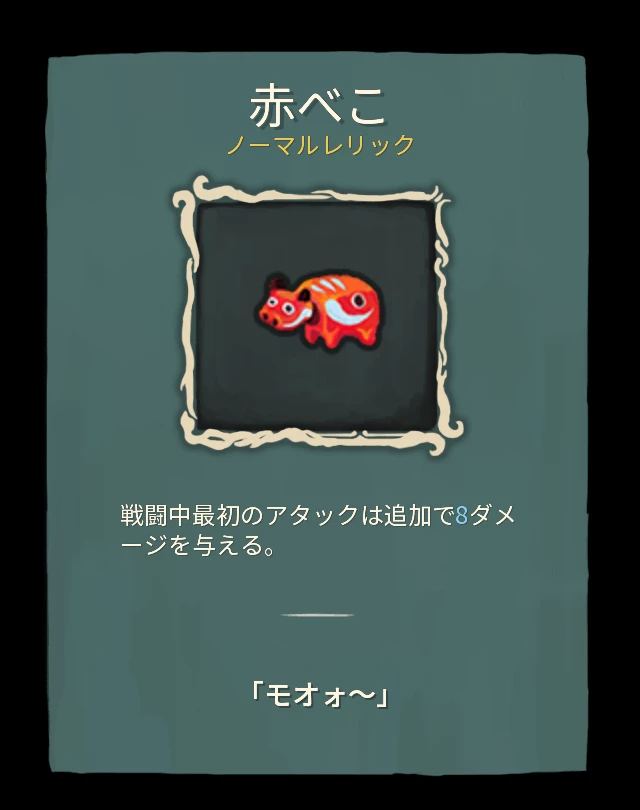 赤べこ
ノーマルレリック
戦闘中最初のアタックは追加で8ダメ
ージを与える。
「モオォ～」